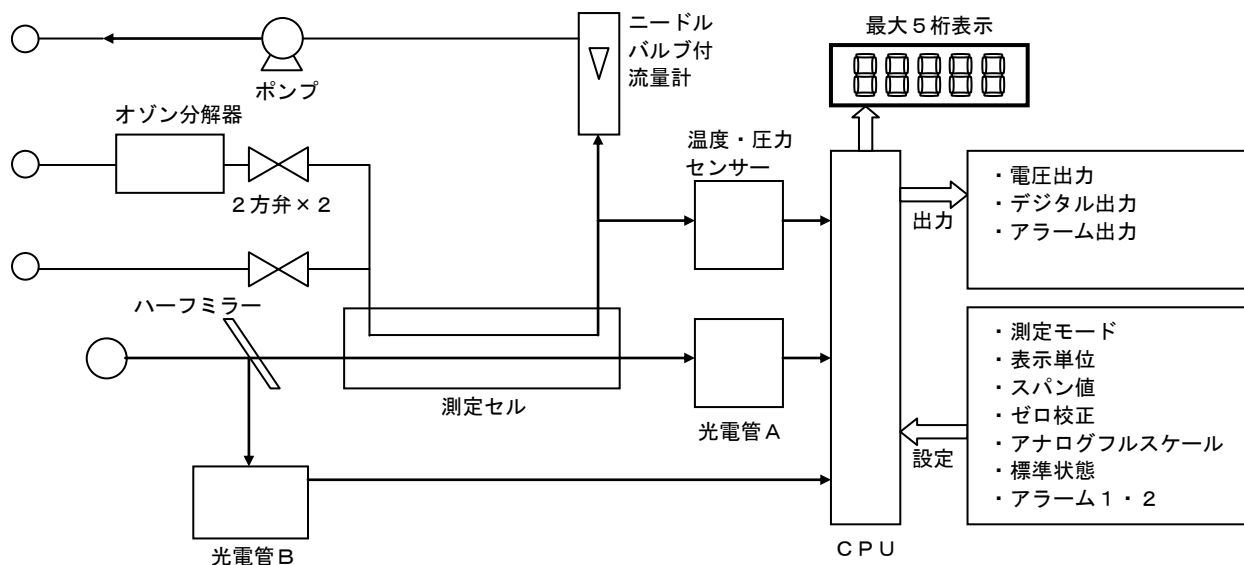 ニードル
バルブ付
流量計
最大５桁表示
ポンプ
オゾン分解器
２方弁×２
温度・圧力
センサー
・電圧出力
・デジタル出力
・アラーム出力
出力
ハーフミラー
測定セル
光電管Ａ
・測定モード
・表示単位
・スパン値
・ゼロ校正
・アナログフルスケール
・標準状態
・アラーム１・２
設定
光電管Ｂ
ＣＰＵ